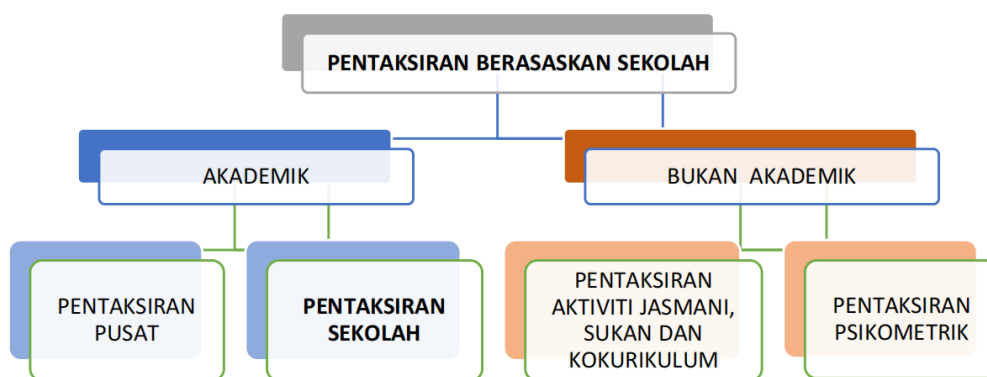 PENTAKSIRAN BERASASKAN SEKOLAH
AKADEMIK
BUKAN AKADEMIK
PENTAKSIRAN
PUSAT
PENTAKSIRAN
SEKOLAH
PENTAKSIRAN
AKTIVITI JASMANI,
SUKAN DAN
KOKURIKULUM
PENTAKSIRAN
PSIKOMETRIK